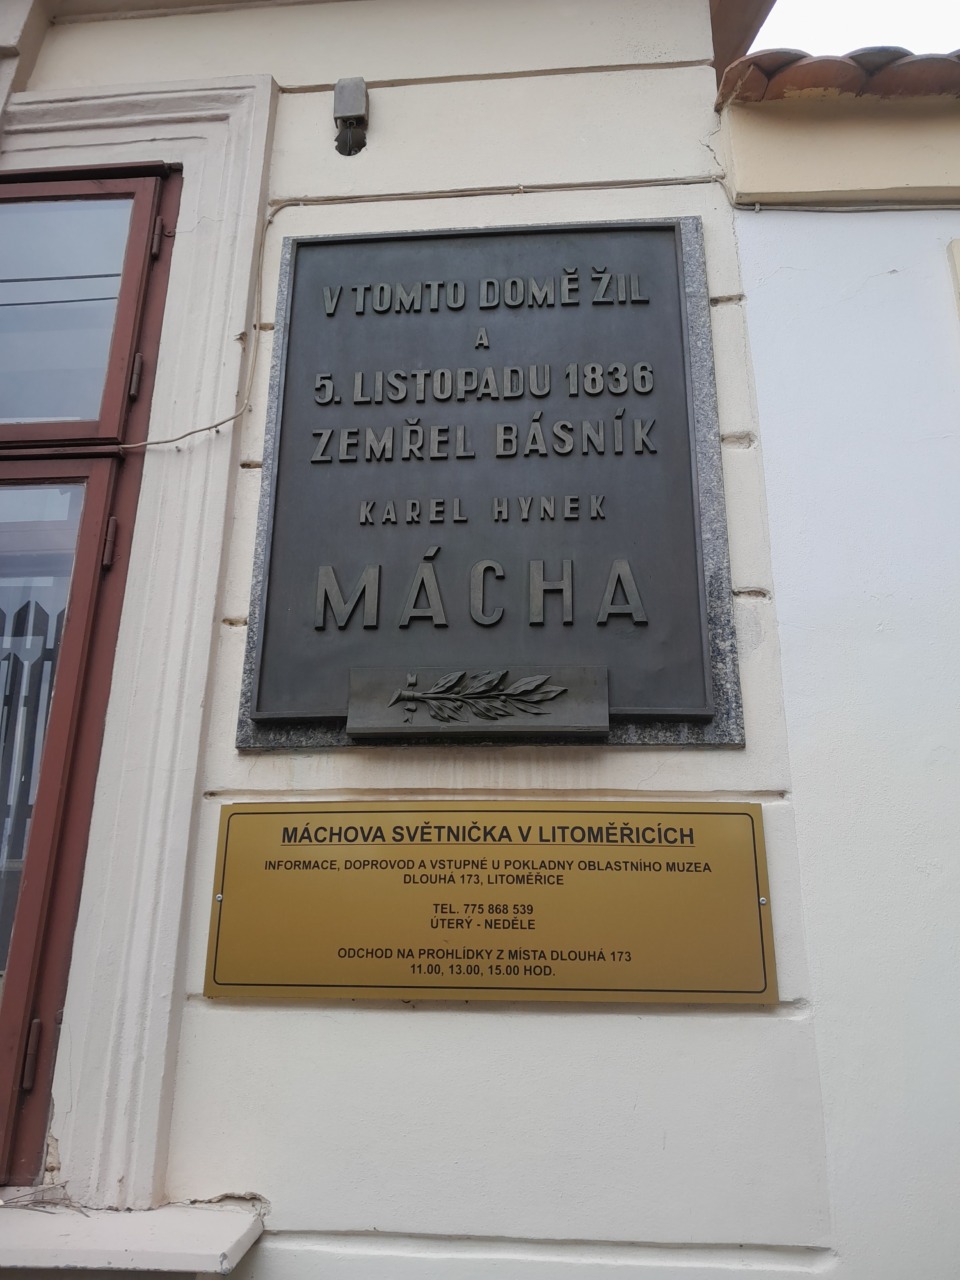 V TOMTO DOMĚ ŽIL
A
5. LISTOPADU 1836
ZEMŘEL BÁSNÍK
KAREL HYNEK
MÁCHA
MÁCHOVA SVĚTNIČKA V LITOMĚŘICÍCH
INFORMACE, DOPROVOD A VSTUPNÉ U POKLADNY OBLASTNÍHO MUZEA
DLOUHÁ 173, LITOMĚŘICE
TEL. 775 868 539
ÚTERÝ - NEDĚLE
ODCHOD NA PROHLÍDKY Z MÍSTA DLOUHÁ 173
11.00, 13.00, 15.00 HOD.